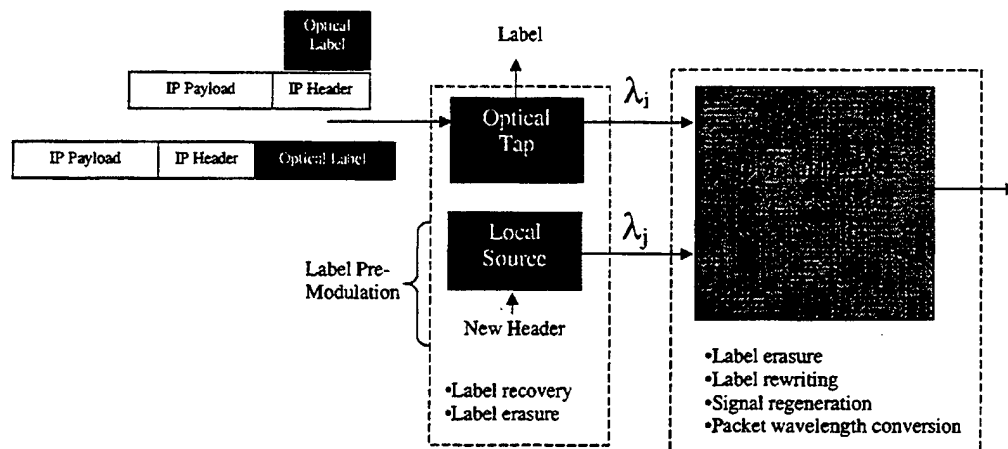 Optical
Label
IP Payload IP Header
IP Payload IP Header Optical Label
Label
Optical
Tap
λj
Local
Source
λj
Label Pre-
Modulation
New Header
•Label recovery
•Label erasure
•Label erasure
•Label rewriting
•Signal regeneration
•Packet wavelength conversion